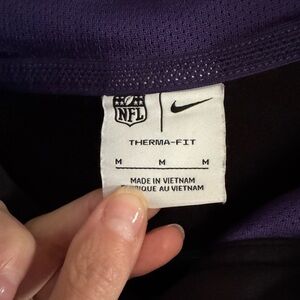 NFL
THERMA-FIT
M M M
MADE IN VIETNAM
FABRIQUE AU VIETNAM